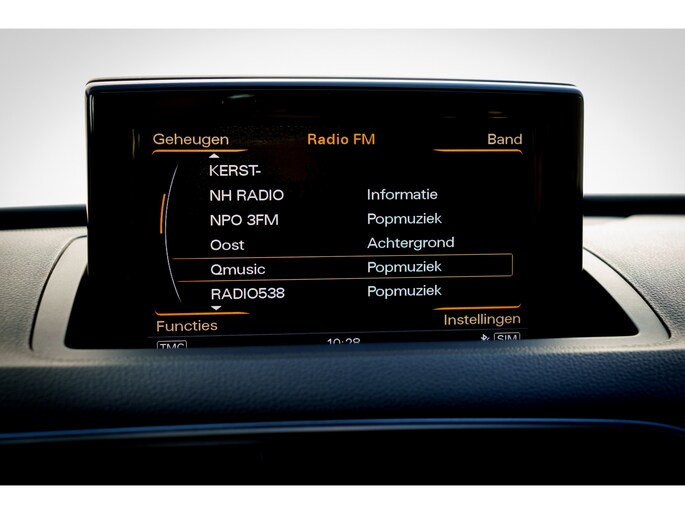 Geheugen Radio FM Band
KERST-
NH RADIO Informatie
NPO 3FM Popmuziek
Oost Achtergrond
Qmusic Popmuziek
RADIO538 Popmuziek
Functies Instellingen
TMC 10:28 SIM